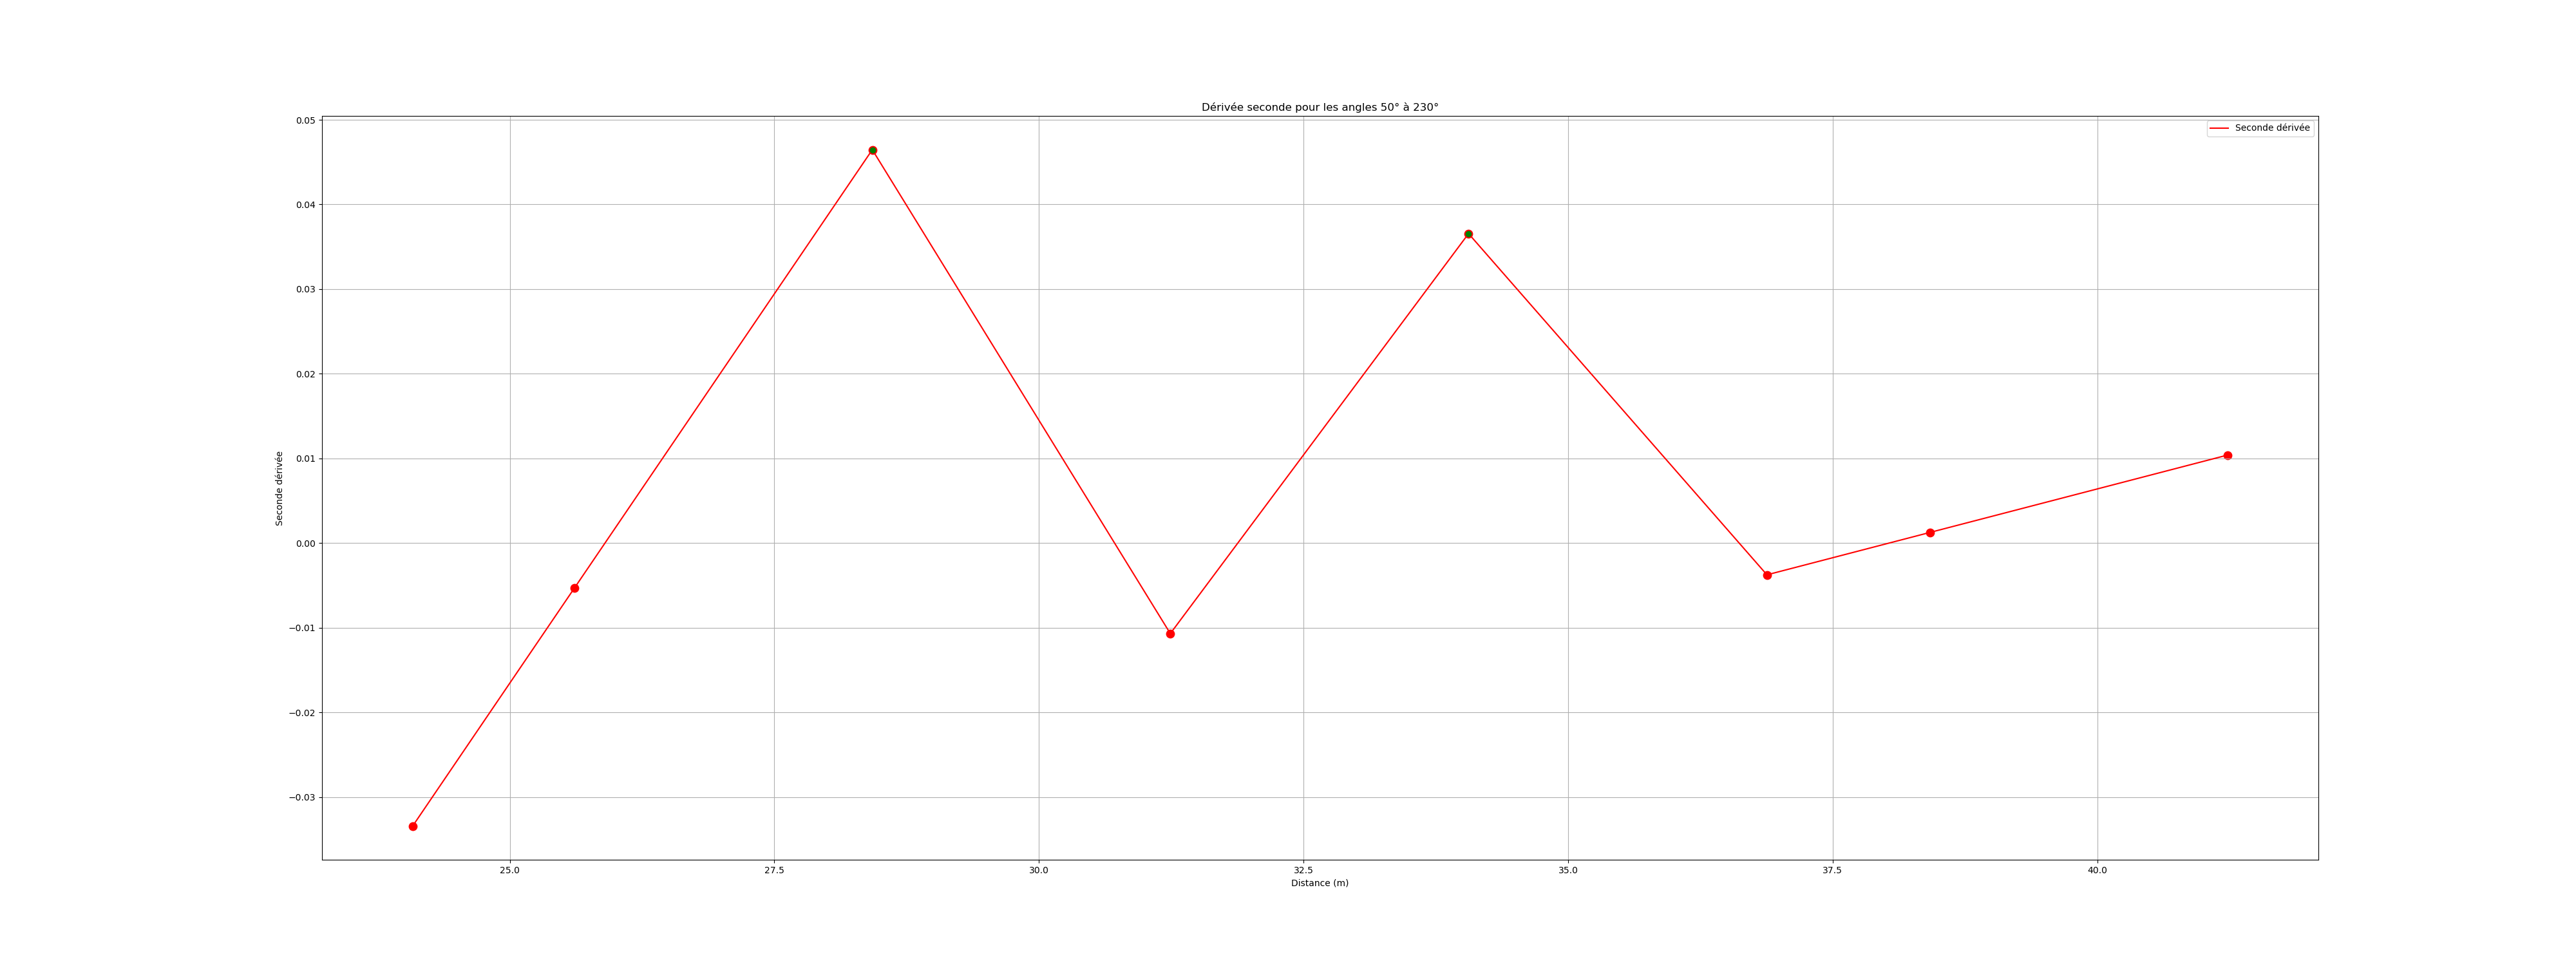 Dérivée seconde pour les angles 50° à 230°
Seconde dérivée
0.05
0.04
0.03
0.02
0.01
0.00
−0.01
−0.02
−0.03
Seconde dérivée
25.0 27.5 30.0 32.5 35.0 37.5 40.0
Distance (m)